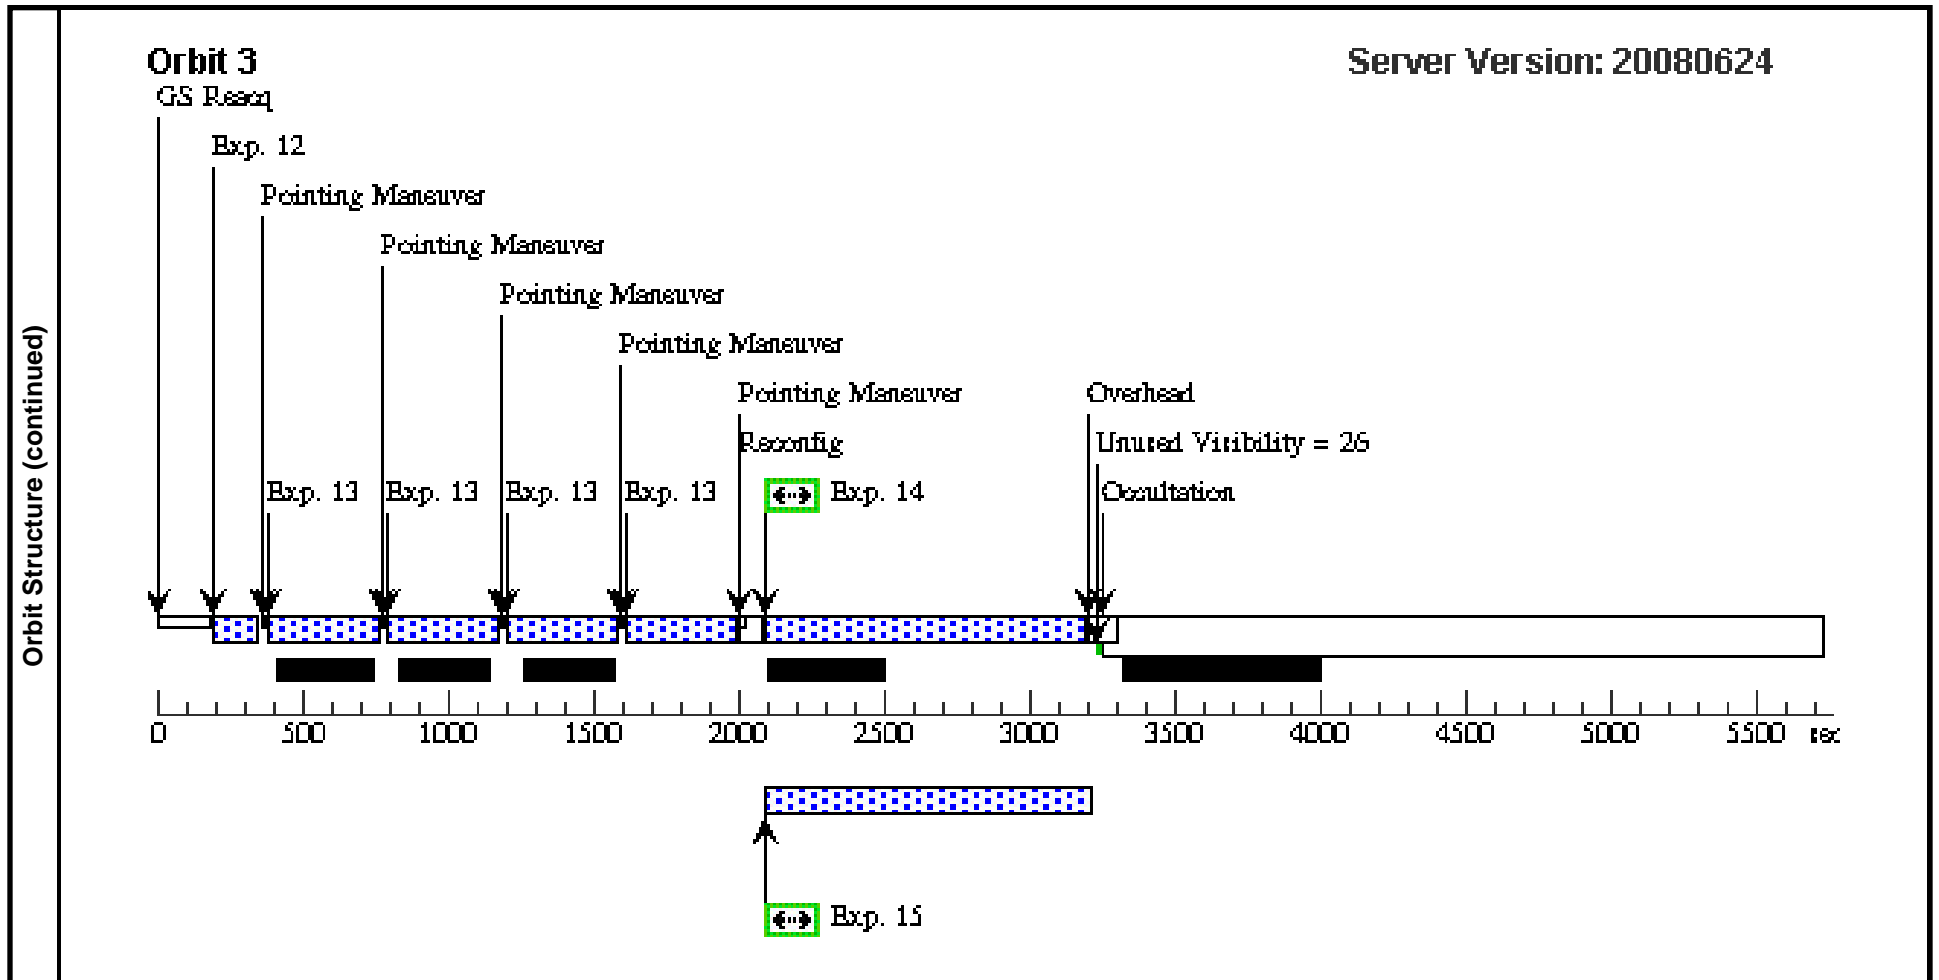 Orbit Structure (continued)
Orbit 3
Server Version: 20080624
GS Reacq
Exp. 12
Pointing Maneuver
Pointing Maneuver
Pointing Maneuver
Pointing Maneuver
Pointing Maneuver
Overhead
Reconfig
Unused Visibility = 26
Exp. 13
Exp. 13
Exp. 13
Exp. 13
Exp. 14
Occultation
0 500 1000 1500 2000 2500 3000 3500 4000 4500 5000 5500 sec
Exp. 15